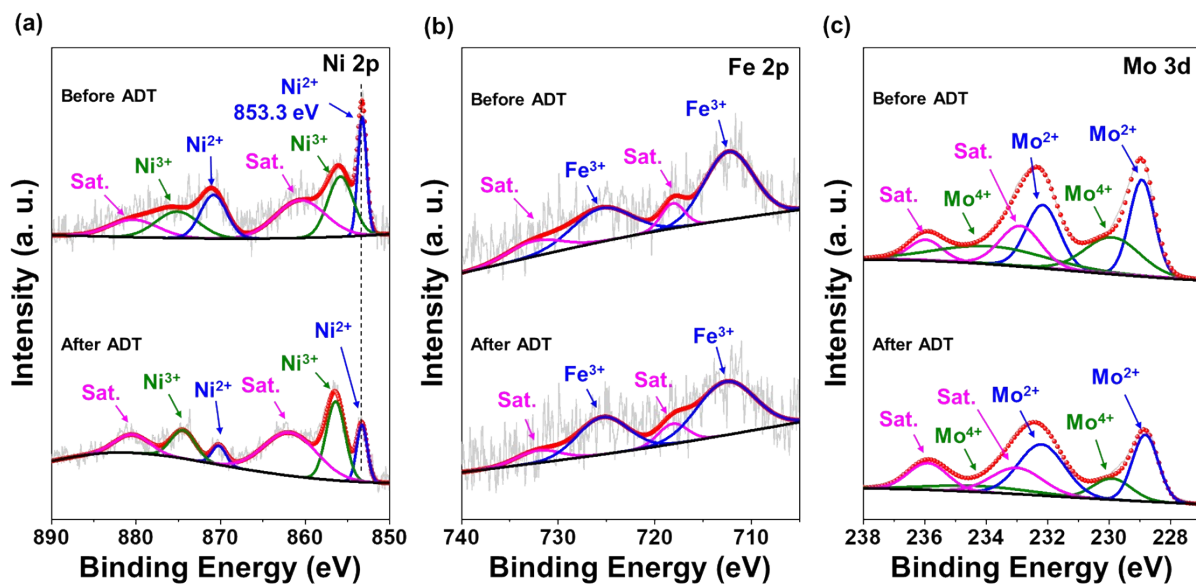 (a)
Ni 2p
Before ADT
Ni2+
853.3 eV
Sat.
Ni3+
Ni2+
Sat.
Ni3+
After ADT
Sat.
Ni3+
Ni2+
Sat.
Ni3+
Ni2+
Intensity (a. u.)
890 880 870 860 850
Binding Energy (eV)
(b)
Fe 2p
Before ADT
Sat.
Fe3+
Sat.
Fe3+
After ADT
Sat.
Fe3+
Sat.
Fe3+
Intensity (a. u.)
740 730 720 710
Binding Energy (eV)
(c)
Mo 3d
Before ADT
Sat.
Mo4+
Sat.
Mo2+
Mo4+
Mo2+
After ADT
Sat.
Mo4+
Sat.
Mo2+
Mo4+
Mo2+
Intensity (a. u.)
238 236 234 232 230 228
Binding Energy (eV)